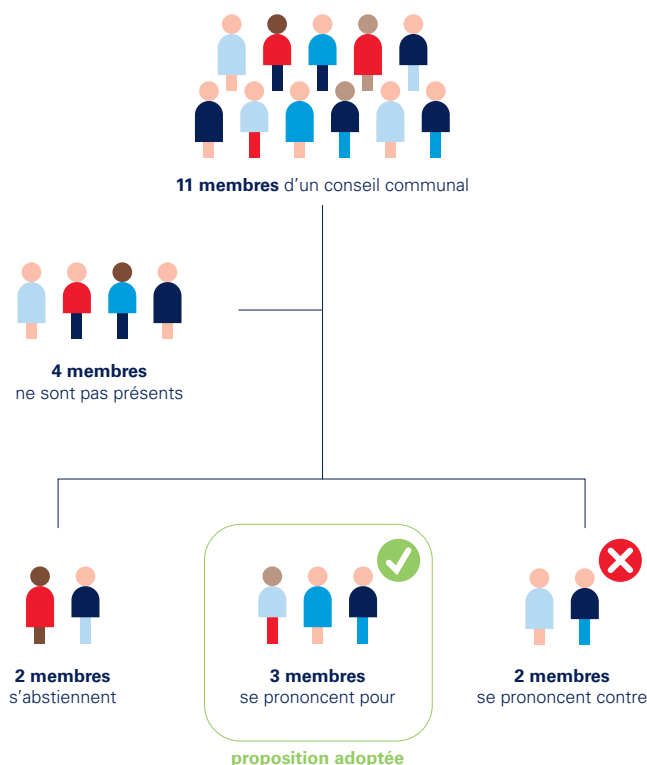 11 membres d'un conseil communal
4 membres
ne sont pas présents
2 membres
s'abstiennent
3 membres
se prononcent pour
2 membres
se prononcent contre
proposition adoptée